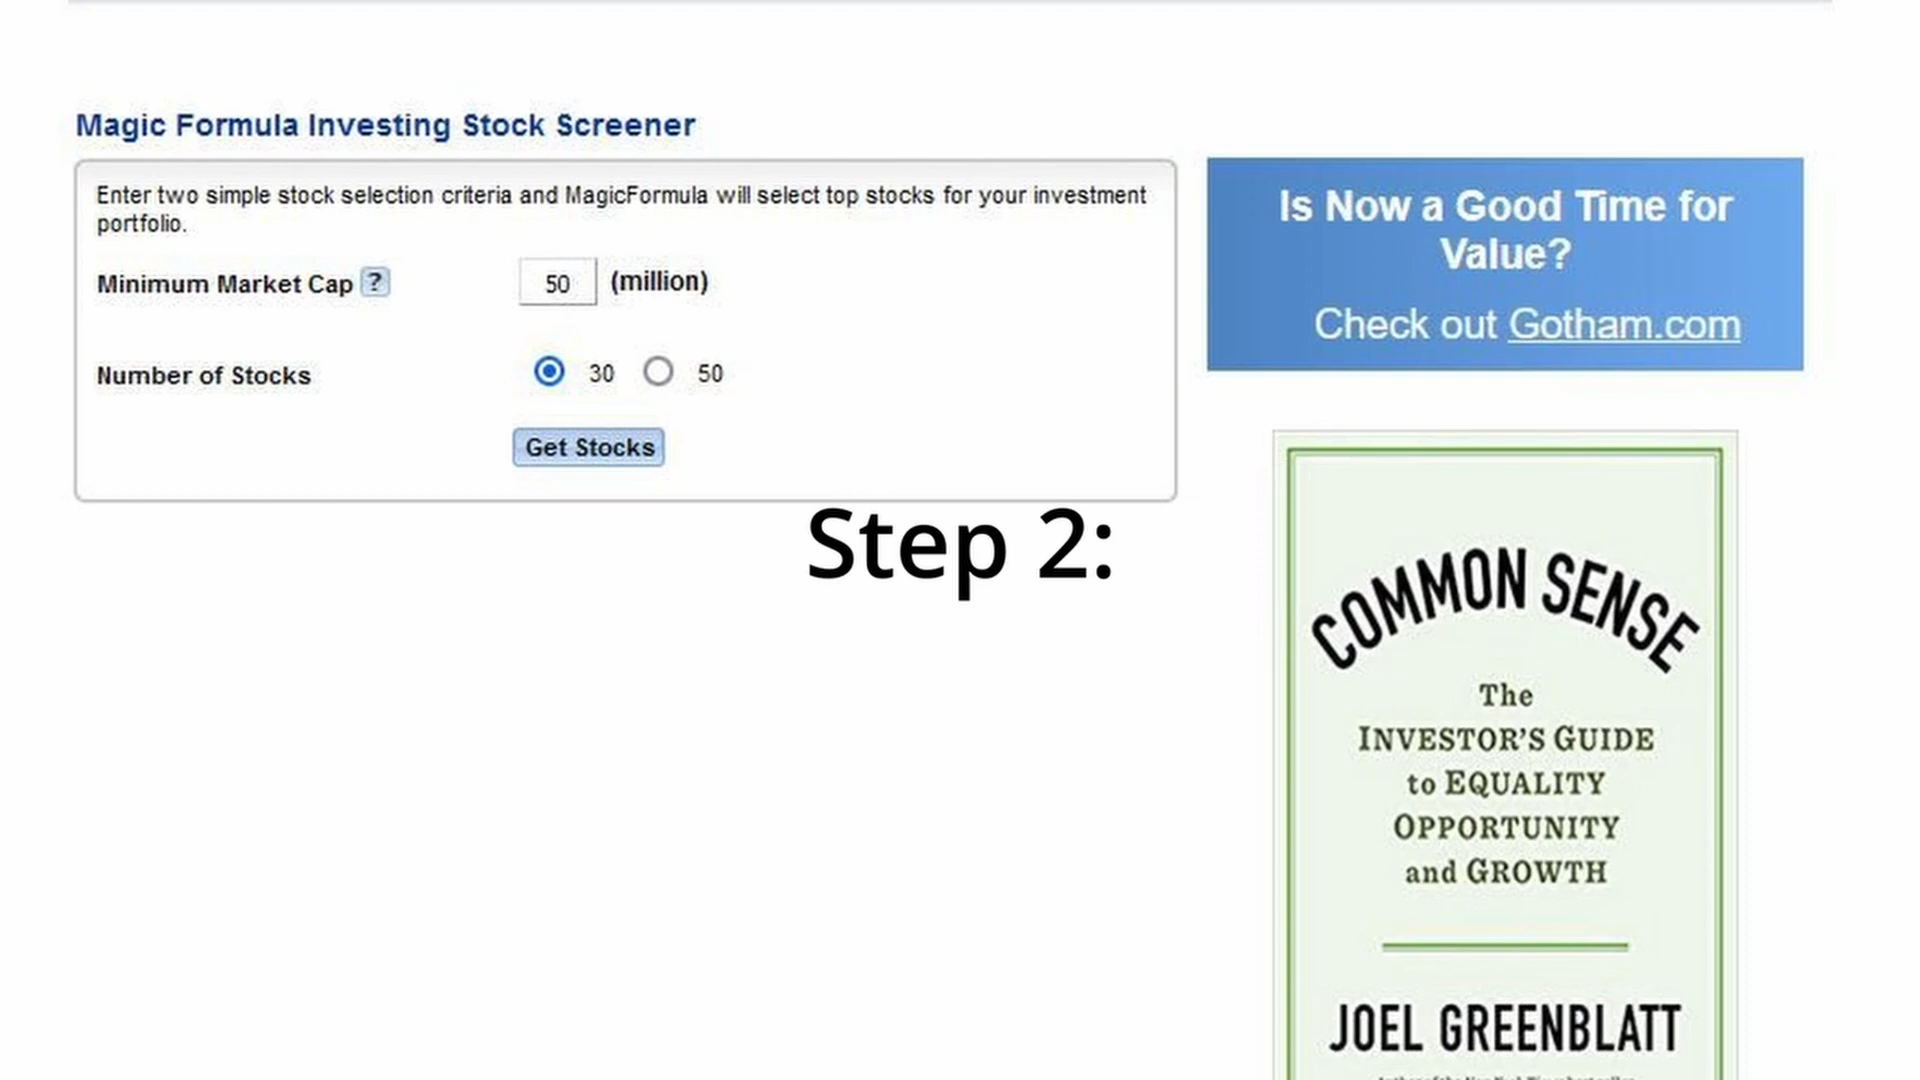 Magic Formula Investing Stock Screener
Enter two simple stock selection criteria and MagicFormula will select top stocks for your investment
portfolio.
Minimum Market Cap ?
50 (million)
Number of Stocks
30 50
Get Stocks
Is Now a Good Time for
Value?
Check out Gotham.com
Step 2:
COMMON SENSE
The
INVESTOR'S GUIDE
to EQUALITY
OPPORTUNITY
and GROWTH
JOEL GREENBLATT